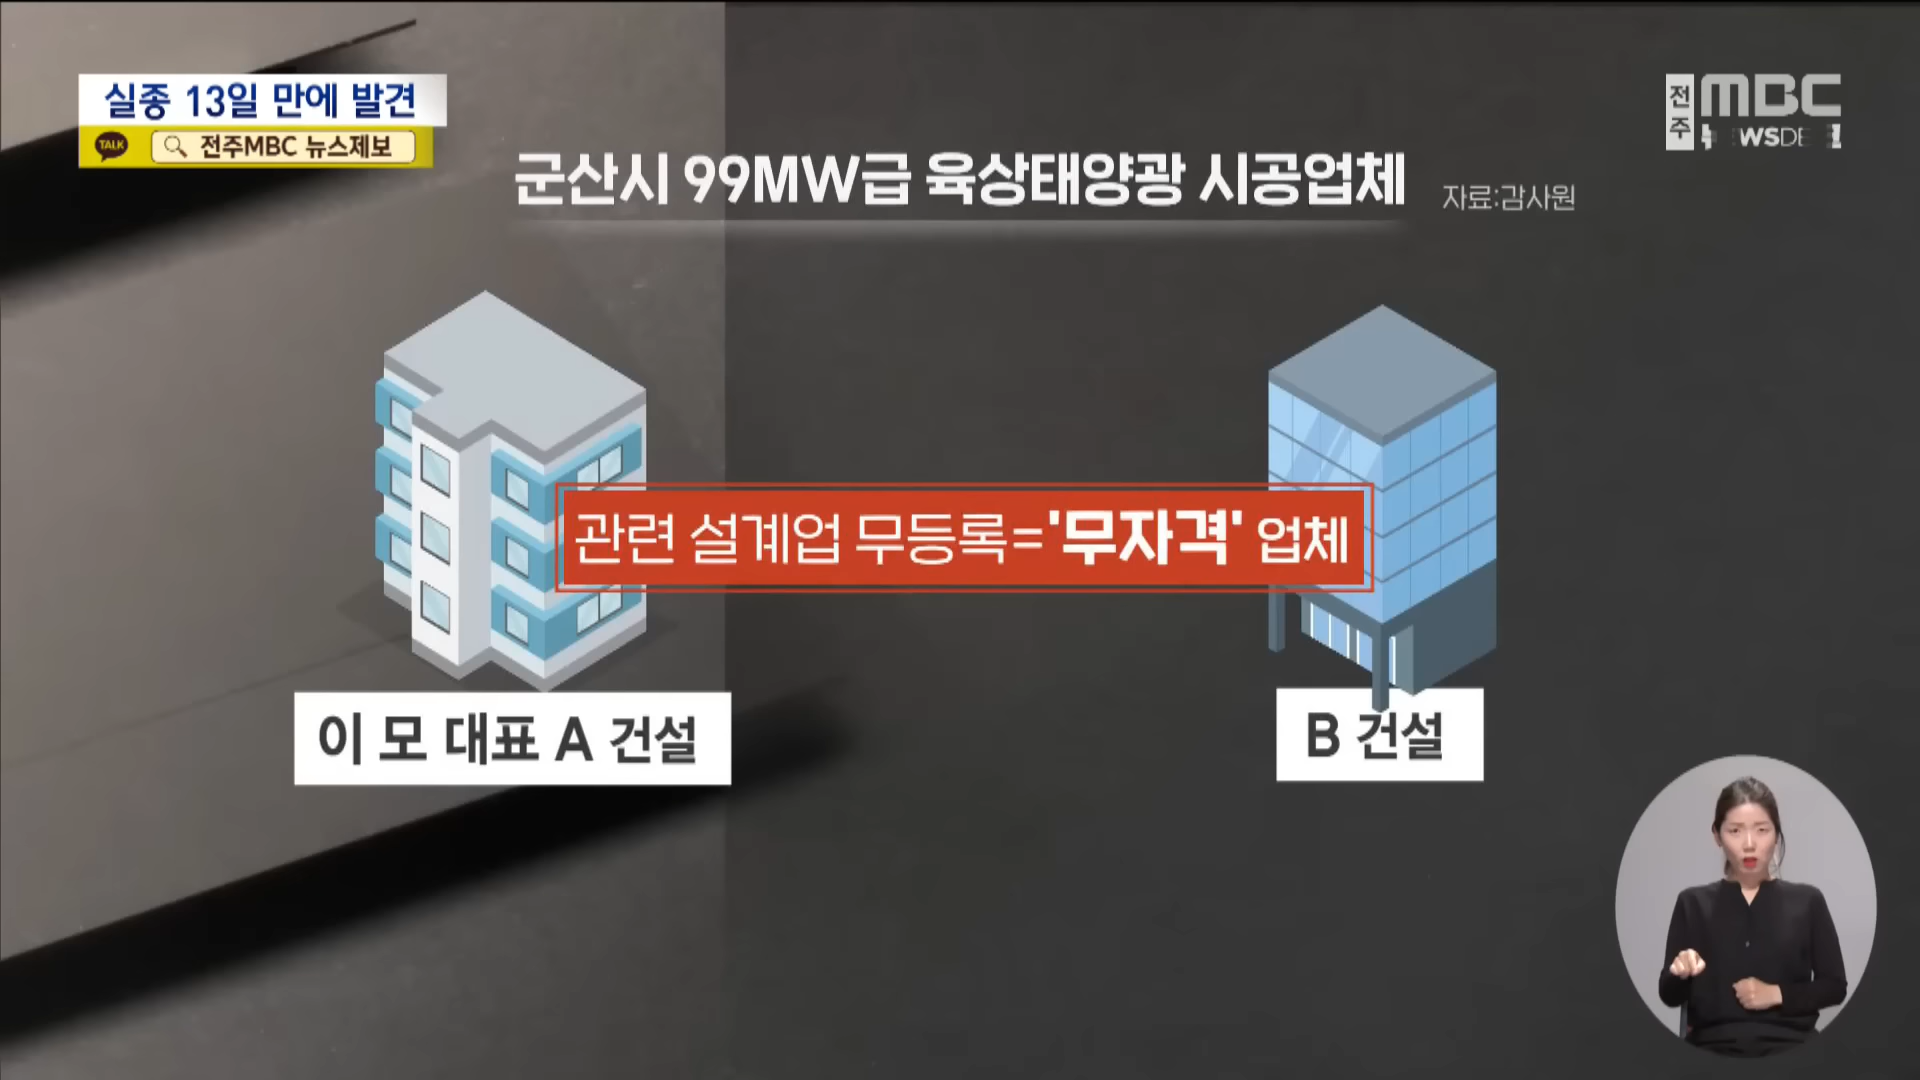 실종 13일 만에 발견
TALK
전주MBC 뉴스제보
전주
MBC
군산시 99MW급 육상태양광 시공업체
자료:감사원
관련 설계업 무등록='무자격' 업체
이 모 대표 A 건설
B 건설